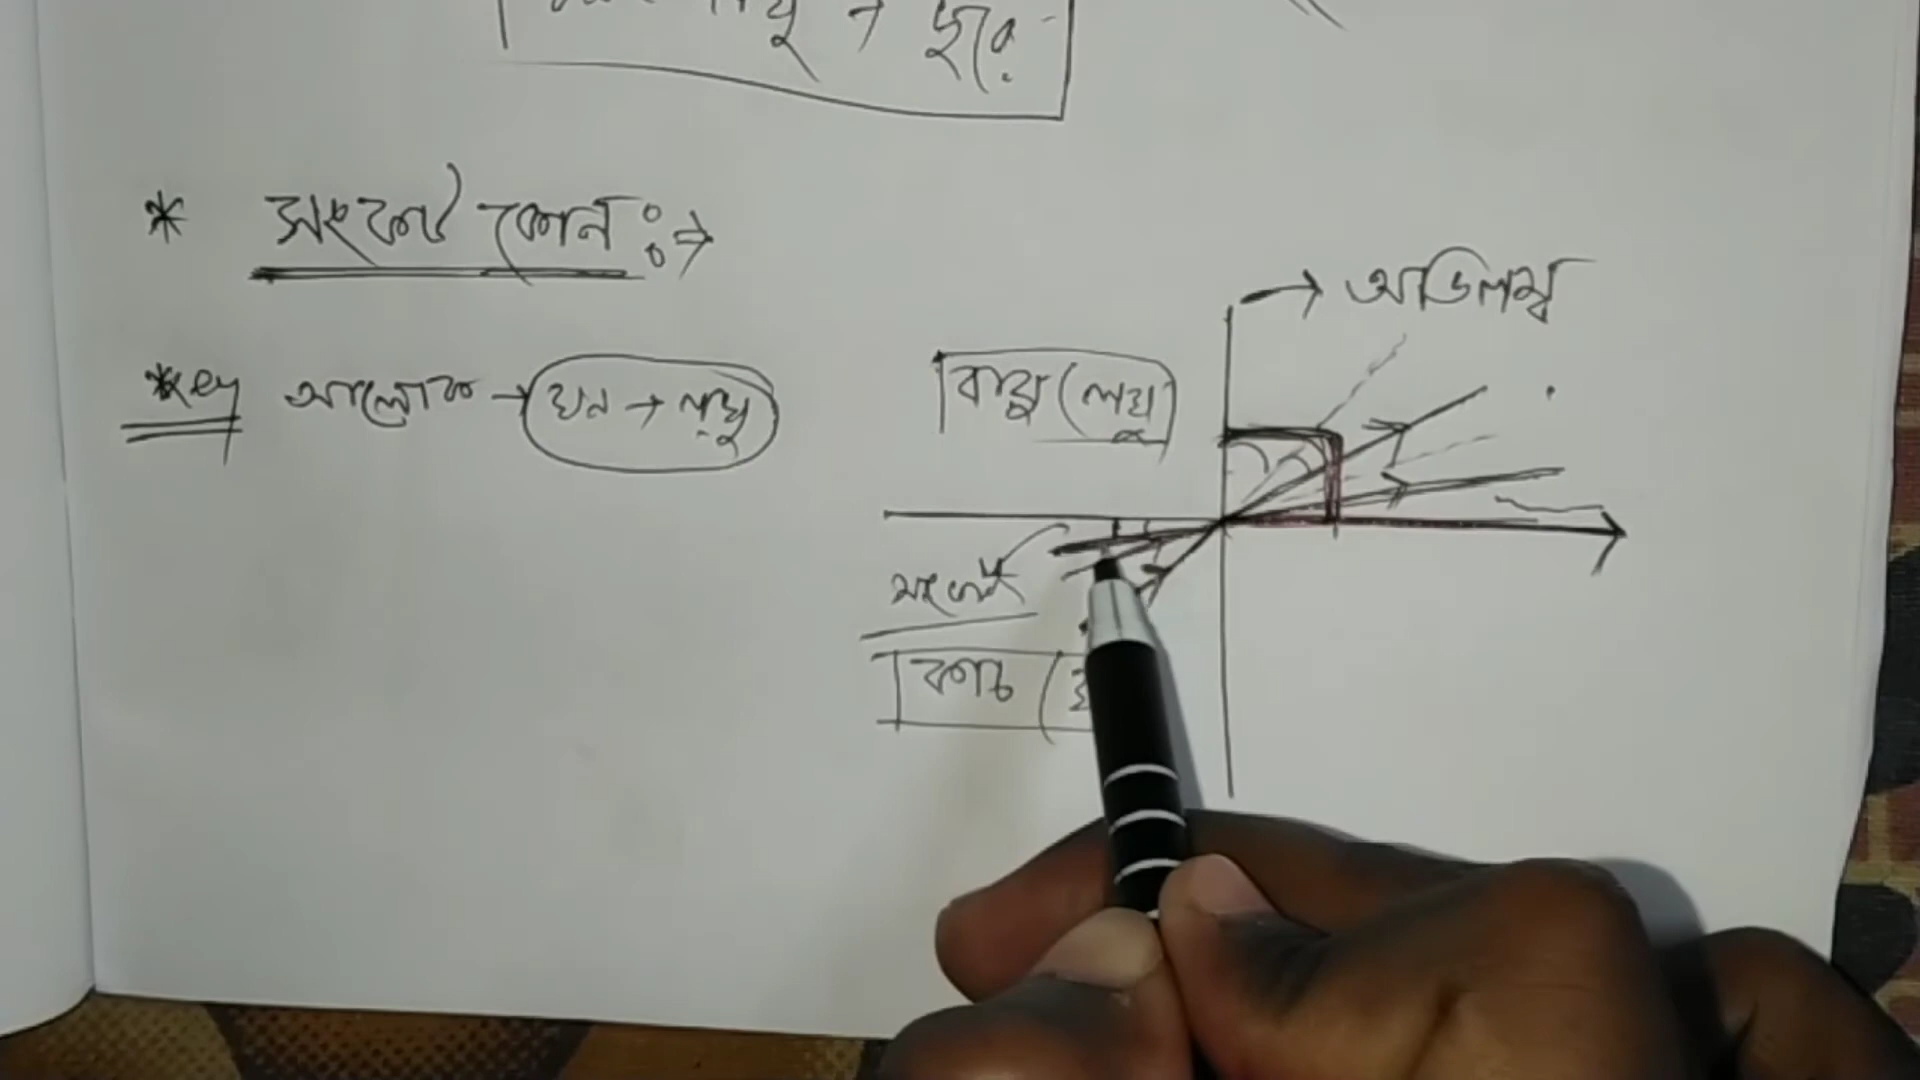 → দূরে
* সংকট কোন :⇒
→ অভিলম্ব
*Key আলোক → ঘন → লঘু
বায়ু (লঘু)
সংকট
কাচ (ঘ